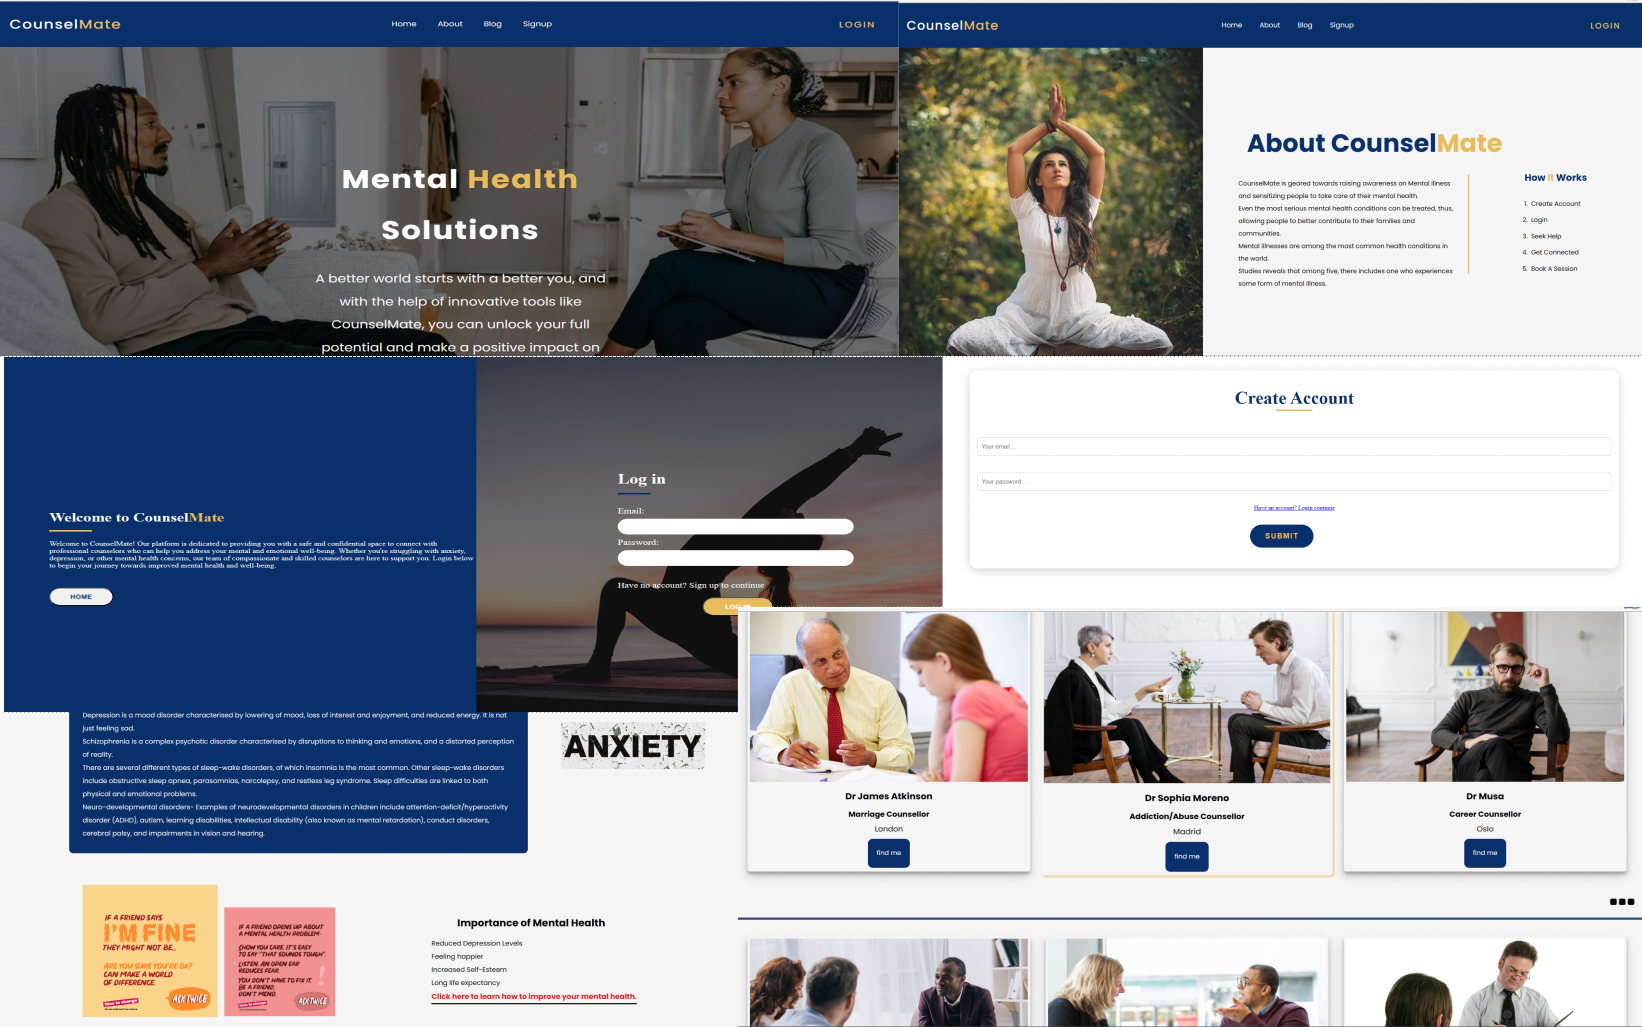 CounselMate
Home About Blog Signup
LOGIN
Mental Health
Solutions
A better world starts with a better you, and
with the help of innovative tools like
CounselMate, you can unlock your full
potential and make a positive impact on
CounselMate
Home About Blog Signup
LOGIN
About CounselMate
CounselMate is geared towards raising awareness on Mental illness
and sensitizing people to take care of their mental health.
Even the most serious mental health conditions can be treated, thus,
allowing people to better contribute to their families and
communities.
Mental illnesses are among the most common health conditions in
the world.
Studies reveals that among five, there includes one who experiences
some form of mental illness.
How It Works
1. Create Account
2. Login
3. Seek Help
4. Get Connected
5. Book A Session
Welcome to CounselMate
Welcome to CounselMate! Our platform is dedicated to providing you with a safe and confidential space to connect with
professional counselors who can help you address your mental and emotional well-being. Whether you're struggling with anxiety,
depression, or other mental health concerns, our team of compassionate and skilled counselors are here to support you. Login below
to begin your journey towards improved mental health and well-being.
HOME
Log in
Email:
Password:
Have no account? Sign up to continue
LOG IN
Create Account
Your email...
Your password....
Have an account? Login continue
SUBMIT
Depression is a mood disorder characterised by lowering of mood, loss of interest and enjoyment, and reduced energy. It is not
just feeling sad.
Schizophrenia is a complex psychotic disorder characterised by disruptions to thinking and emotions, and a distorted perception
of reality.
There are several different types of sleep-wake disorders, of which insomnia is the most common. Other sleep-wake disorders
include obstructive sleep apnea, parasomnias, narcolepsy, and restless leg syndrome. Sleep difficulties are linked to both
physical and emotional problems.
Neuro-developmental disorders- Examples of neurodevelopmental disorders in children include attention-deficit/hyperactivity
disorder (ADHD), autism, learning disabilities, intellectual disability (also known as mental retardation), conduct disorders,
cerebral palsy, and impairments in vision and hearing.
ANXIETY
IF A FRIEND SAYS
I'M FINE
THEY MIGHT NOT BE..
ARE YOU SURE YOU'RE OK?
CAN MAKE A WORLD
OF DIFFERENCE.
time to change
ASK TWICE
IF A FRIEND OPENS UP ABOUT
A MENTAL HEALTH PROBLEM
SHOW YOU CARE. IT'S EASY
TO SAY "THAT SOUNDS TOUGH".
LISTEN. AN OPEN EAR
REDUCES FEAR.
YOU DON'T HAVE TO FIX IT.
BE A FRIEND,
DON'T MEND.
time to change
ASK TWICE
Importance of Mental Health
Reduced Depression Levels
Feeling happier
Increased Self-Esteem
Long life expectancy
Click here to learn how to improve your mental health.
Dr James Atkinson
Marriage Counsellor
London
find me
Dr Sophia Moreno
Addiction/Abuse Counsellor
Madrid
find me
Dr Musa
Career Counsellor
Oslo
find me